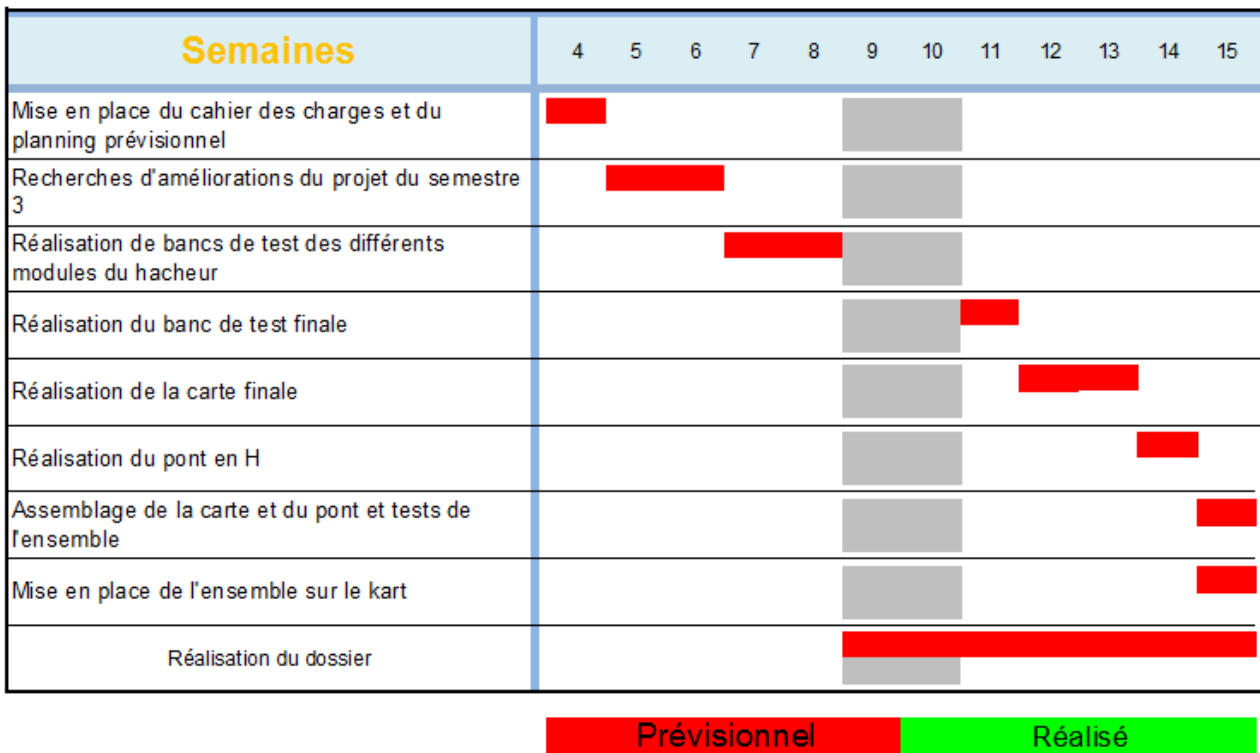 Semaines 4 5 6 7 8 9 10 11 12 13 14 15
Mise en place du cahier des charges et du
planning prévisionnel
Recherches d'améliorations du projet du semestre
3
Réalisation de bancs de test des différents
modules du hacheur
Réalisation du banc de test finale
Réalisation de la carte finale
Réalisation du pont en H
Assemblage de la carte et du pont et tests de
l'ensemble
Mise en place de l'ensemble sur le kart
Réalisation du dossier
Prévisionnel Réalisé